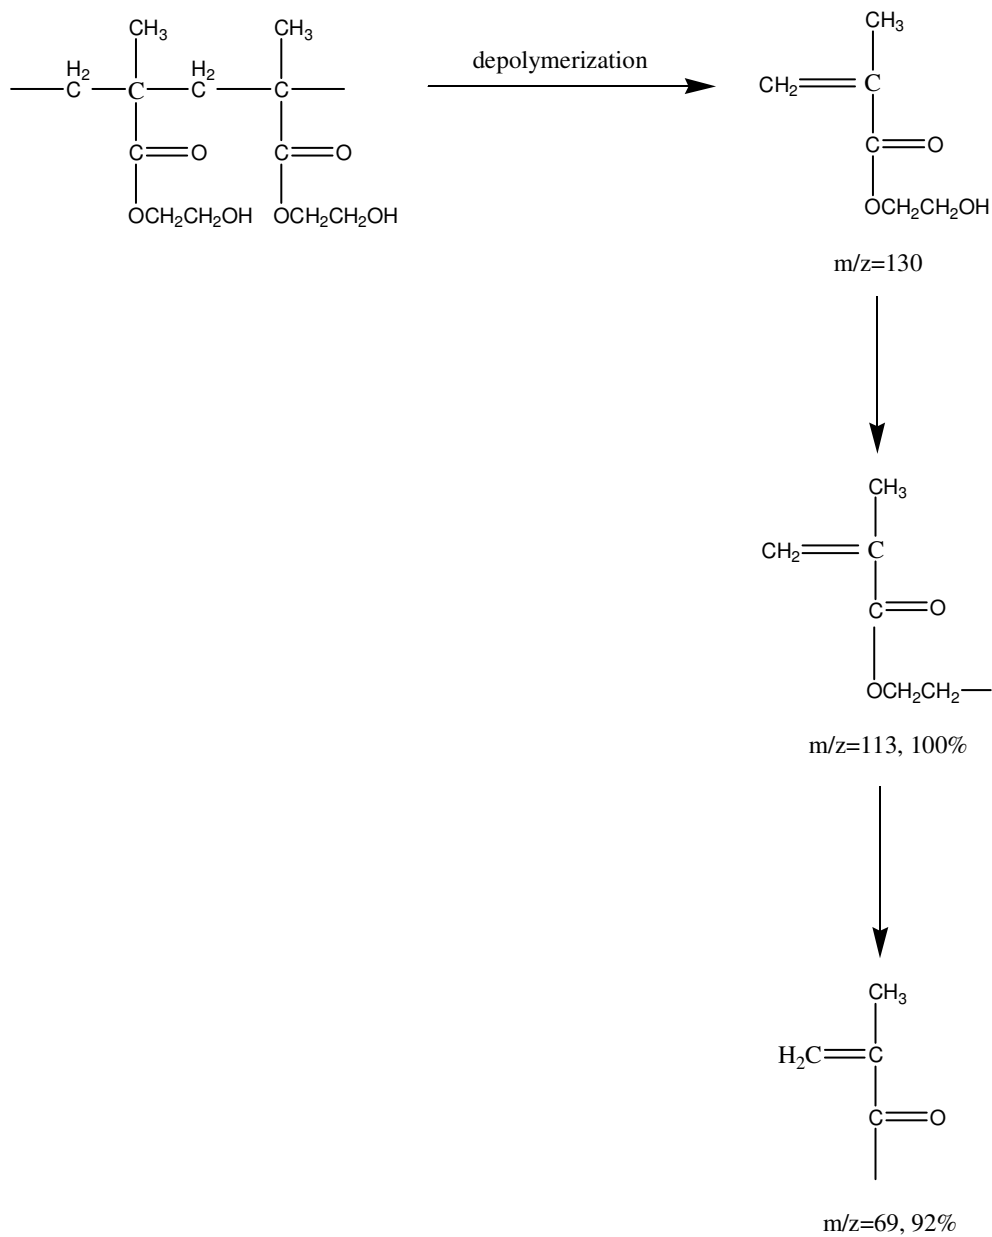 CH3 CH3
H2 H2
C C C C
C O C O
OCH2CH2OH OCH2CH2OH
depolymerization
CH3
CH2 C
C O
OCH2CH2OH
m/z=130
CH3
CH2 C
C O
OCH2CH2
m/z=113, 100%
CH3
H2C C
C O
m/z=69, 92%